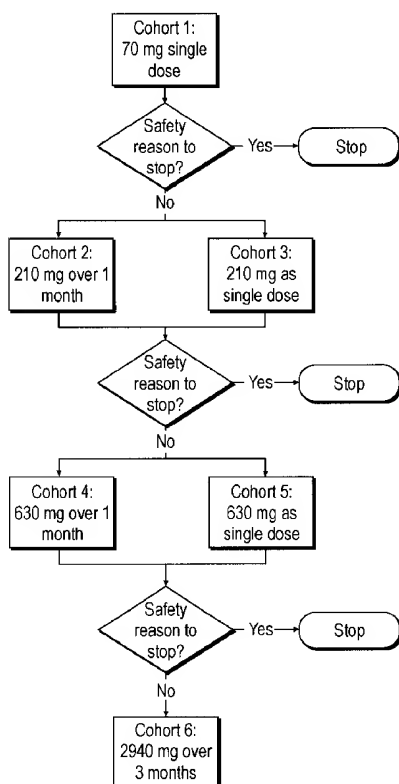 Cohort 1:
70 mg single
dose
Safety
reason to
stop?
Yes
Stop
No
Cohort 2:
210 mg over 1
month
Cohort 3:
210 mg as
single dose
Safety
reason to
stop?
Yes
Stop
No
Cohort 4:
630 mg over 1
month
Cohort 5:
630 mg as
single dose
Safety
reason to
stop?
Yes
Stop
No
Cohort 6:
2940 mg over
3 months